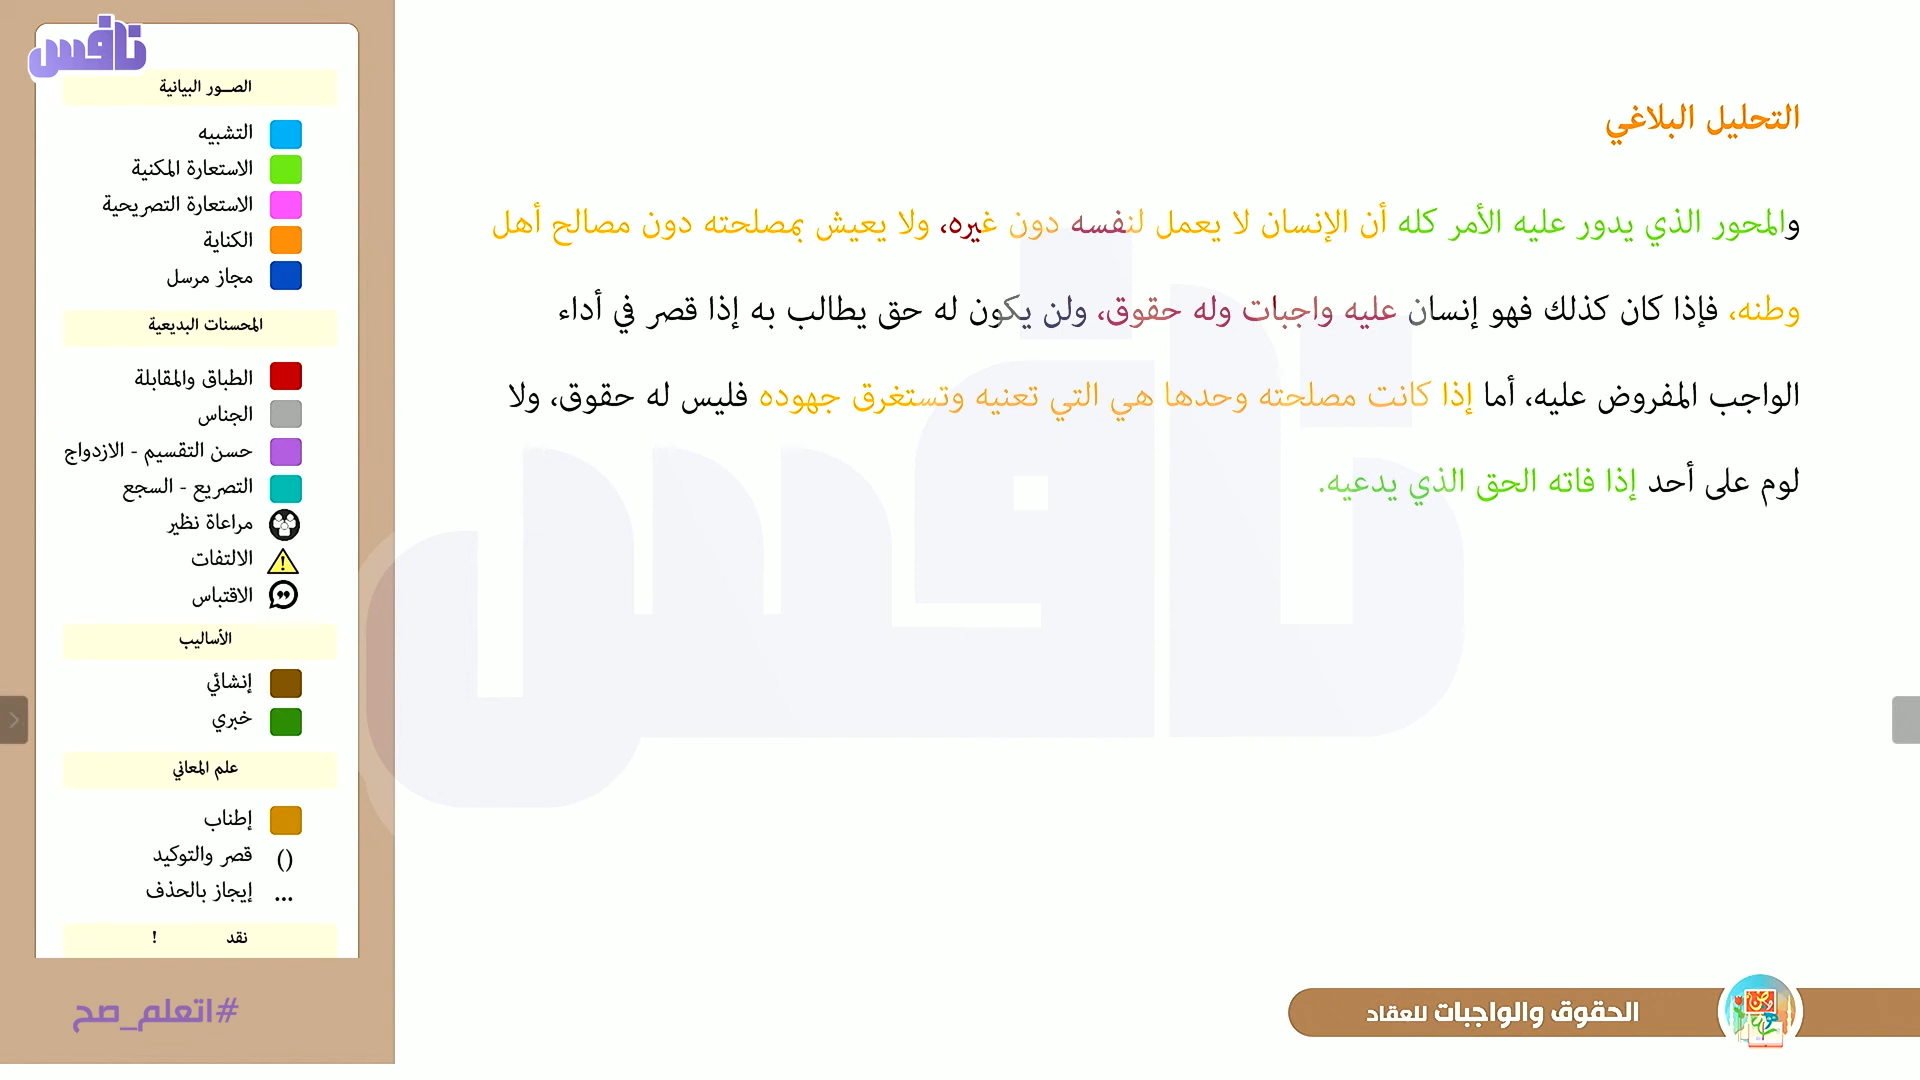 نافس
الصـور البيانية
التشبيه
الاستعارة المكنية
الاستعارة التصريحية
الكناية
مجاز مرسل
المحسنات البديعية
الطباق والمقابلة
الجناس
حسن التقسيم - الازدواج
التصريع - السجع
مراعاة نظير
الالتفات
الاقتباس
الأساليب
إنشائي
خبري
علم المعاني
إطناب
قصر والتوكيد ()
إيجاز بالحذف ...
نقد !
#اتعلم_صح
التحليل البلاغي
والمحور الذي يدور عليه الأمر كله أن الإنسان لا يعمل لنفسه دون غيره، ولا يعيش بمصلحته دون مصالح أهل
وطنه، فإذا كان كذلك فهو إنسان عليه واجبات وله حقوق، ولن يكون له حق يطالب به إذا قصر في أداء
الواجب المفروض عليه، أما إذا كانت مصلحته وحدها هي التي تعنيه وتستغرق جهوده فليس له حقوق، ولا
لوم على أحد إذا فاته الحق الذي يدعيه.
نافس
الحقوق والواجبات للعقاد